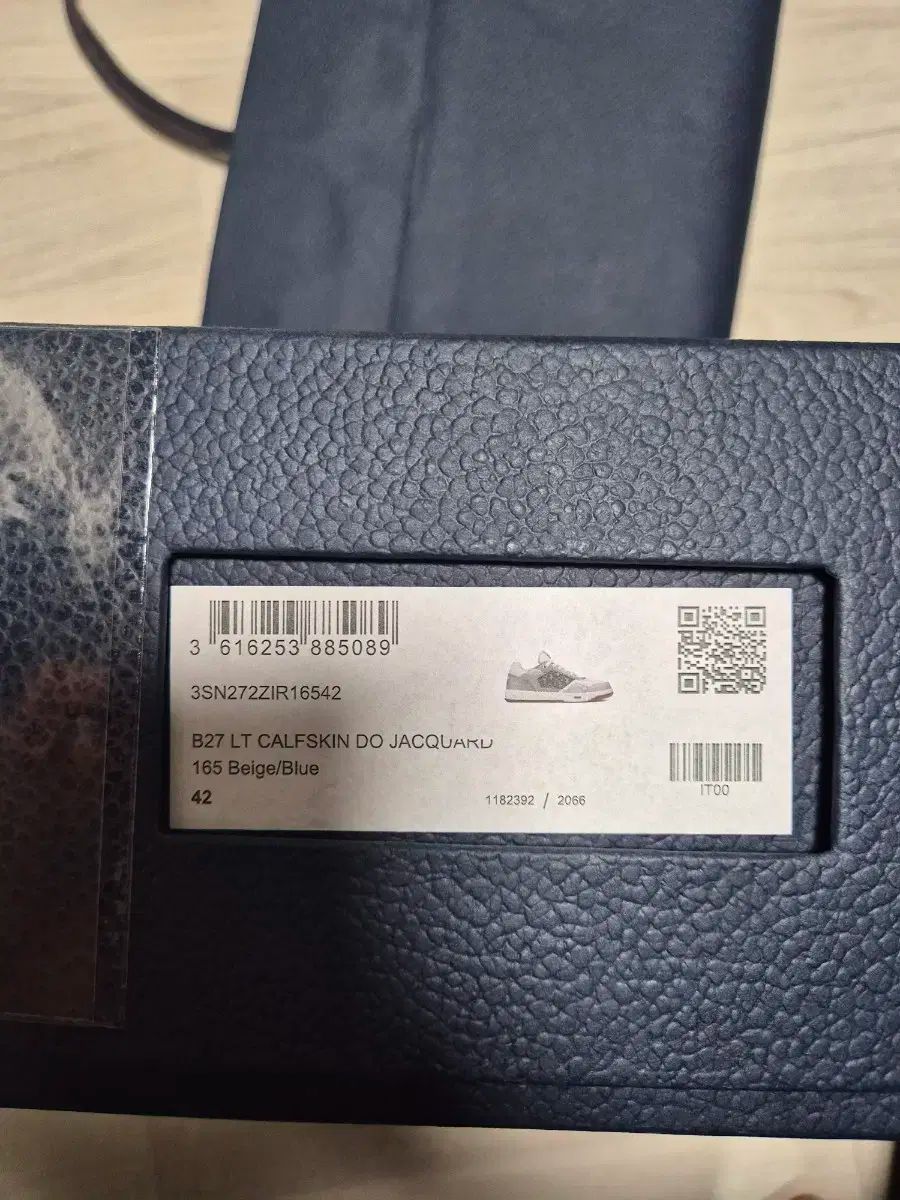 3 616253 885089
3SN272ZIR16542
B27 LT CALFSKIN DO JACQUARD
165 Beige/Blue
42
1182392 / 2066
IT00